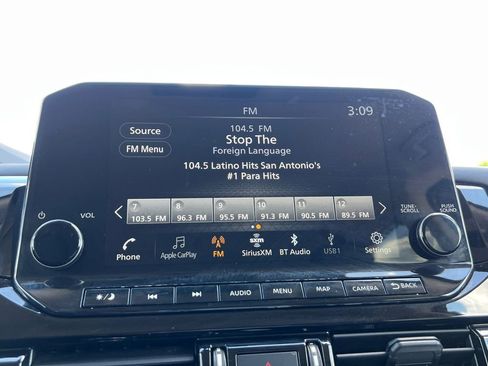 FM 3:09
Source
104.5 FM
Stop The
FM Menu
Foreign Language
104.5 Latino Hits San Antonio's
#1 Para Hits
VOL
TUNE-
SCROLL
PUSH
SOUND
7 8 9 10 11 12
103.5 FM 96.3 FM 95.5 FM 91.3 FM 90.5 FM 89.5 FM
Phone Apple CarPlay FM SiriusXM BT Audio USB1 Settings
sxm
AUDIO MENU MAP CAMERA BACK